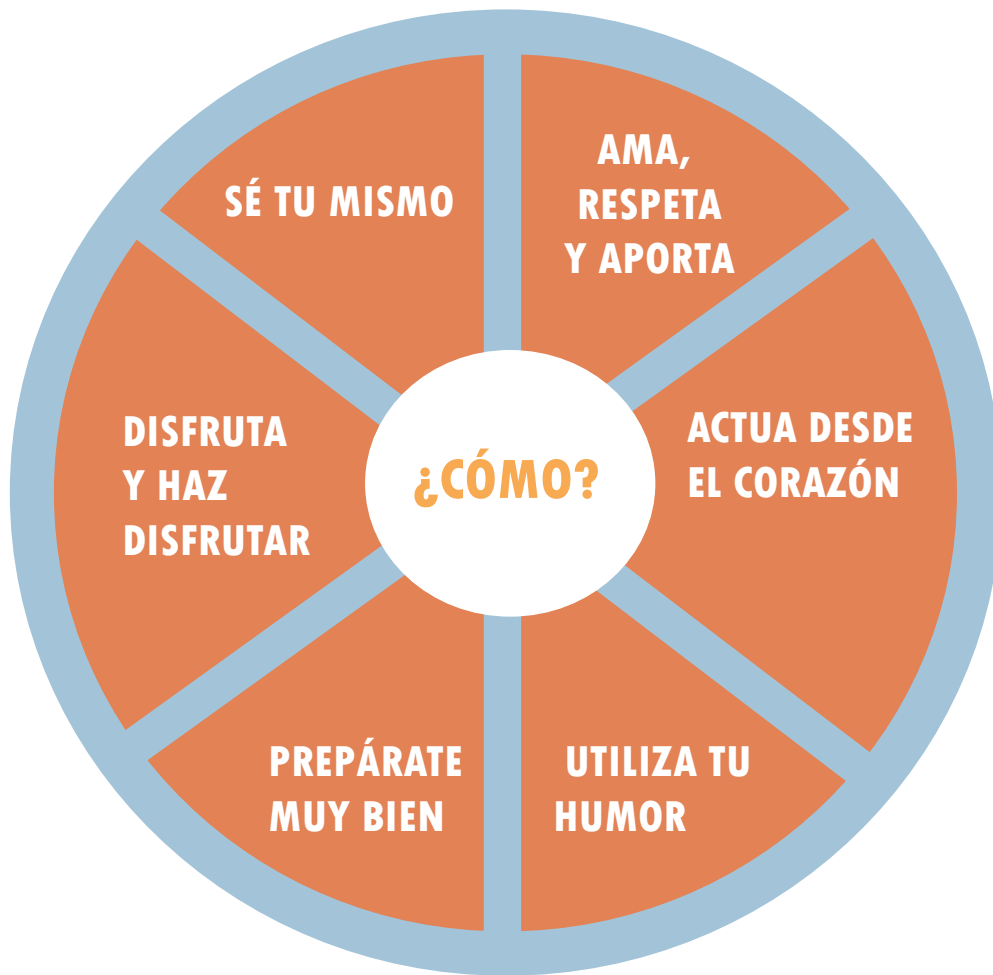 SÉ TU MISMO
AMA,
RESPETA
Y APORTA
DISFRUTA
Y HAZ
DISFRUTAR
¿CÓMO?
ACTUA DESDE
EL CORAZÓN
PREPÁRATE
MUY BIEN
UTILIZA TU
HUMOR